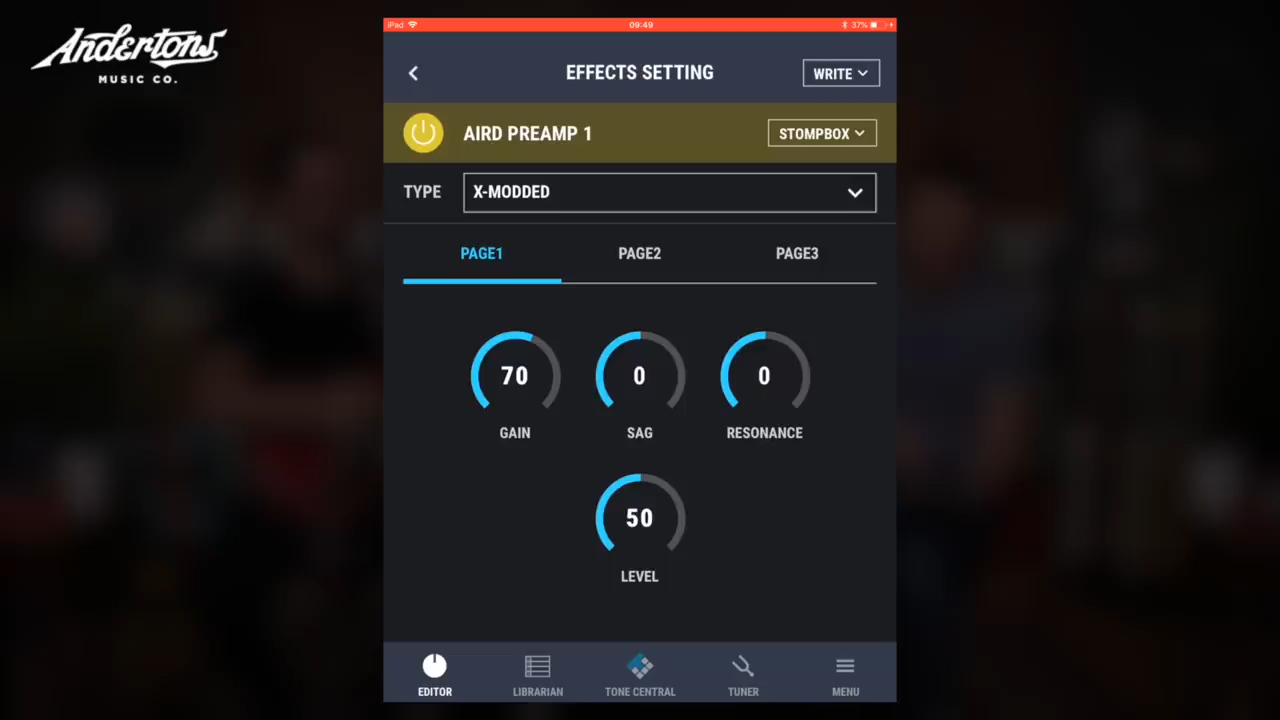 Andertons
MUSIC CO.
iPad 09:49 37%
EFFECTS SETTING WRITE
AIRD PREAMP 1 STOMPBOX
TYPE X-MODDED
PAGE1 PAGE2 PAGE3
70 0 0
GAIN SAG RESONANCE
50
LEVEL
EDITOR LIBRARIAN TONE CENTRAL TUNER MENU